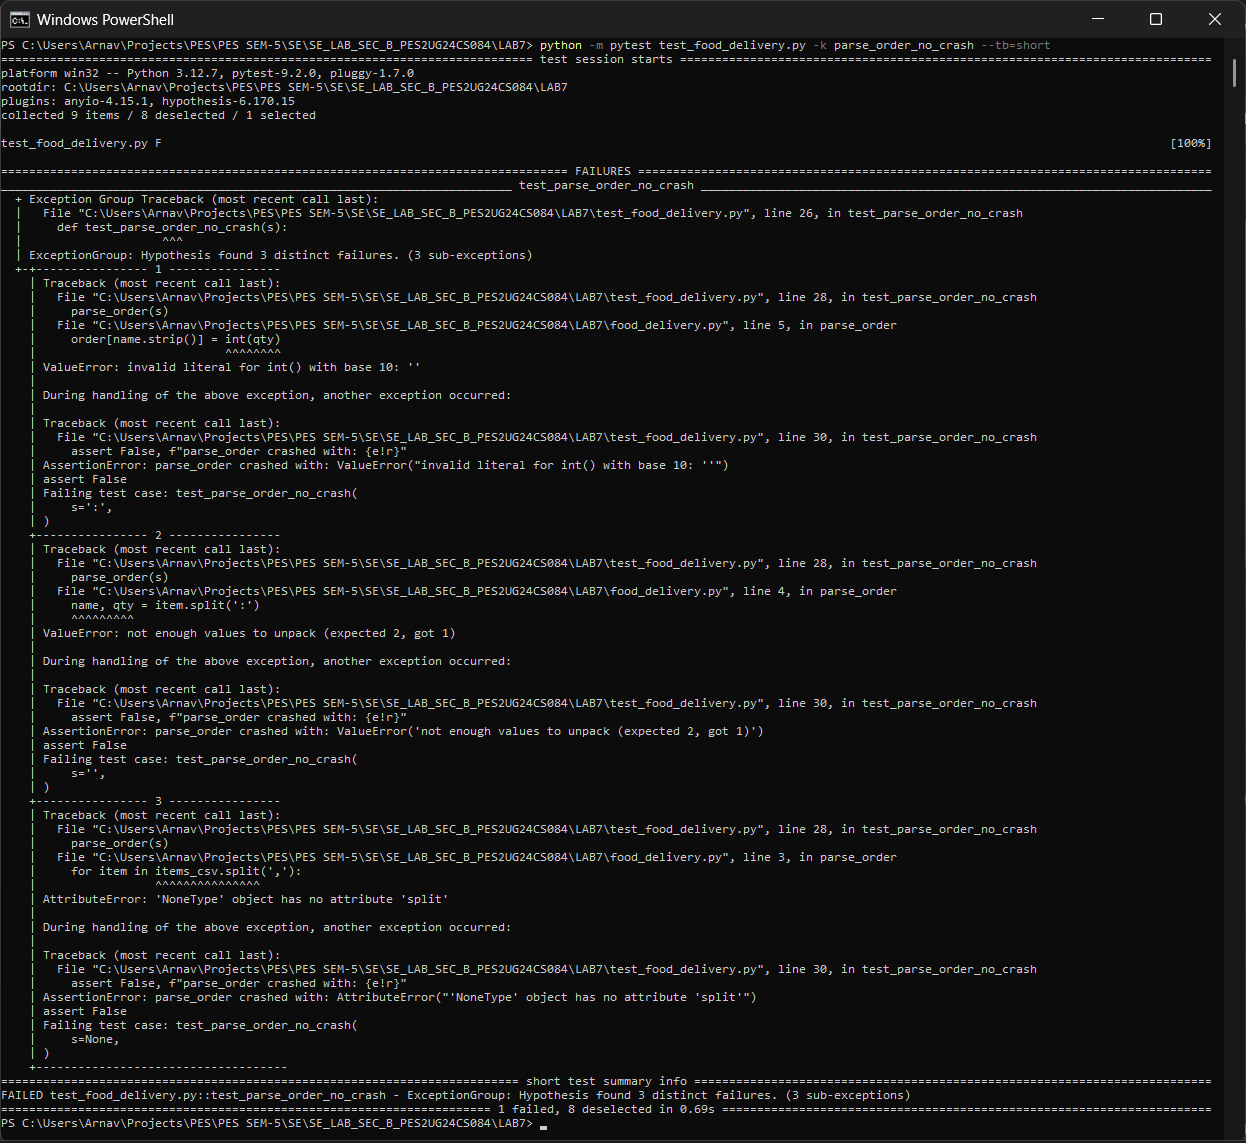 Windows PowerShell
PS C:\Users\Arnav\Projects\PES\PES SEM-5\SE\SE_LAB_SEC_B_PES2UG24CS084\LAB7> python -m pytest test_food_delivery.py -k parse_order_no_crash --tb=short
============================================================================ test session starts ============================================================================
platform win32 -- Python 3.12.7, pytest-9.2.0, pluggy-1.7.0
rootdir: C:\Users\Arnav\Projects\PES\PES SEM-5\SE\SE_LAB_SEC_B_PES2UG24CS084\LAB7
plugins: anyio-4.15.1, hypothesis-6.170.15
collected 9 items / 8 deselected / 1 selected
test_food_delivery.py F [100%]
================================================================================= FAILURES ==================================================================================
_________________________________________________________________________ test_parse_order_no_crash _________________________________________________________________________
  + Exception Group Traceback (most recent call last):
  |   File "C:\Users\Arnav\Projects\PES\PES SEM-5\SE\SE_LAB_SEC_B_PES2UG24CS084\LAB7\test_food_delivery.py", line 26, in test_parse_order_no_crash
  |     def test_parse_order_no_crash(s):
  |                    ^^^
  | ExceptionGroup: Hypothesis found 3 distinct failures. (3 sub-exceptions)
  +-+---------------- 1 ----------------
    | Traceback (most recent call last):
    |   File "C:\Users\Arnav\Projects\PES\PES SEM-5\SE\SE_LAB_SEC_B_PES2UG24CS084\LAB7\test_food_delivery.py", line 28, in test_parse_order_no_crash
    |     parse_order(s)
    |   File "C:\Users\Arnav\Projects\PES\PES SEM-5\SE\SE_LAB_SEC_B_PES2UG24CS084\LAB7\food_delivery.py", line 5, in parse_order
    |     order[name.strip()] = int(qty)
    |                           ^^^^^^^^
    | ValueError: invalid literal for int() with base 10: ''
    |
    | During handling of the above exception, another exception occurred:
    |
    | Traceback (most recent call last):
    |   File "C:\Users\Arnav\Projects\PES\PES SEM-5\SE\SE_LAB_SEC_B_PES2UG24CS084\LAB7\test_food_delivery.py", line 30, in test_parse_order_no_crash
    |     assert False, f"parse_order crashed with: {e!r}"
    | AssertionError: parse_order crashed with: ValueError("invalid literal for int() with base 10: ''")
    | assert False
    | Failing test case: test_parse_order_no_crash(
    |     s=':',
    | )
    +---------------- 2 ----------------
    | Traceback (most recent call last):
    |   File "C:\Users\Arnav\Projects\PES\PES SEM-5\SE\SE_LAB_SEC_B_PES2UG24CS084\LAB7\test_food_delivery.py", line 28, in test_parse_order_no_crash
    |     parse_order(s)
    |   File "C:\Users\Arnav\Projects\PES\PES SEM-5\SE\SE_LAB_SEC_B_PES2UG24CS084\LAB7\food_delivery.py", line 4, in parse_order
    |     name, qty = item.split(':')
    |     ^^^^^^^^^
    | ValueError: not enough values to unpack (expected 2, got 1)
    |
    | During handling of the above exception, another exception occurred:
    |
    | Traceback (most recent call last):
    |   File "C:\Users\Arnav\Projects\PES\PES SEM-5\SE\SE_LAB_SEC_B_PES2UG24CS084\LAB7\test_food_delivery.py", line 30, in test_parse_order_no_crash
    |     assert False, f"parse_order crashed with: {e!r}"
    | AssertionError: parse_order crashed with: ValueError('not enough values to unpack (expected 2, got 1)')
    | assert False
    | Failing test case: test_parse_order_no_crash(
    |     s='',
    | )
    +---------------- 3 ----------------
    | Traceback (most recent call last):
    |   File "C:\Users\Arnav\Projects\PES\PES SEM-5\SE\SE_LAB_SEC_B_PES2UG24CS084\LAB7\test_food_delivery.py", line 28, in test_parse_order_no_crash
    |     parse_order(s)
    |   File "C:\Users\Arnav\Projects\PES\PES SEM-5\SE\SE_LAB_SEC_B_PES2UG24CS084\LAB7\food_delivery.py", line 3, in parse_order
    |     for item in items_csv.split(','):
    |                 ^^^^^^^^^^^^^^^
    | AttributeError: 'NoneType' object has no attribute 'split'
    |
    | During handling of the above exception, another exception occurred:
    |
    | Traceback (most recent call last):
    |   File "C:\Users\Arnav\Projects\PES\PES SEM-5\SE\SE_LAB_SEC_B_PES2UG24CS084\LAB7\test_food_delivery.py", line 30, in test_parse_order_no_crash
    |     assert False, f"parse_order crashed with: {e!r}"
    | AssertionError: parse_order crashed with: AttributeError("'NoneType' object has no attribute 'split'")
    | assert False
    | Failing test case: test_parse_order_no_crash(
    |     s=None,
    | )
    +------------------------------------
========================================================================== short test summary info ==========================================================================
FAILED test_food_delivery.py::test_parse_order_no_crash - ExceptionGroup: Hypothesis found 3 distinct failures. (3 sub-exceptions)
====================================================================== 1 failed, 8 deselected in 0.69s ======================================================================
PS C:\Users\Arnav\Projects\PES\PES SEM-5\SE\SE_LAB_SEC_B_PES2UG24CS084\LAB7>